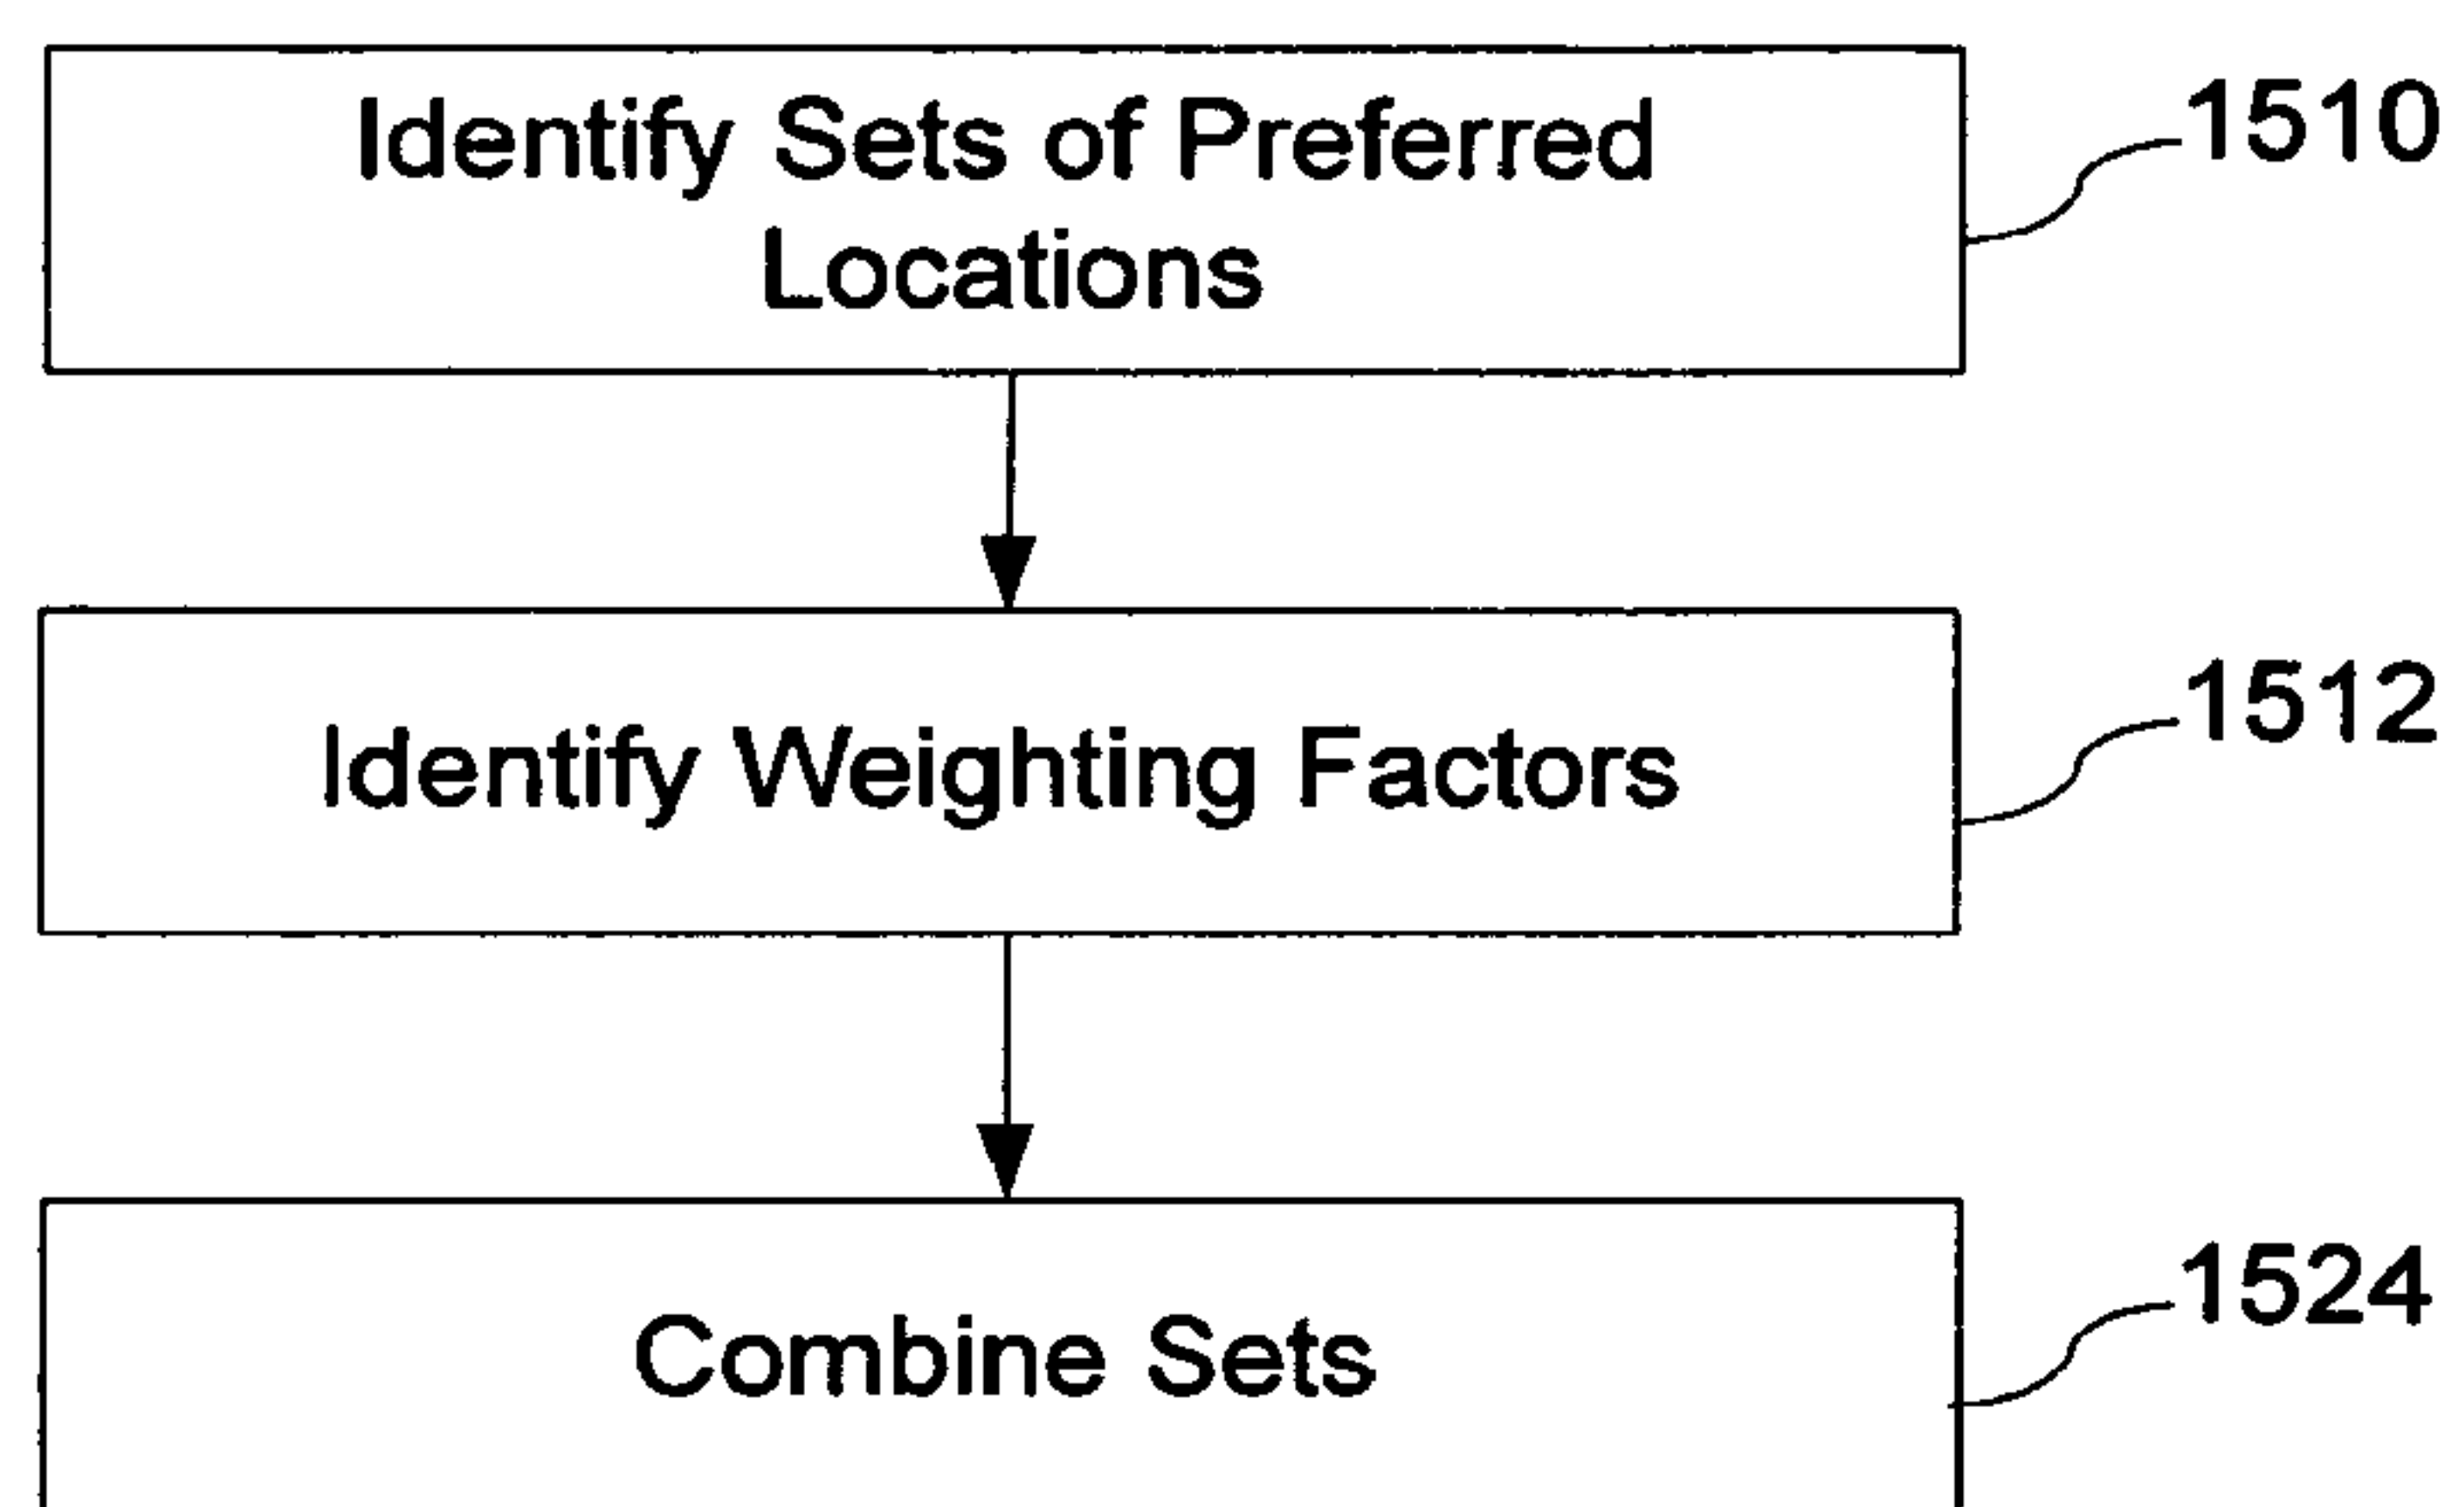 Identify Sets of Preferred
Locations
1510
Identify Weighting Factors
1512
Combine Sets
1524